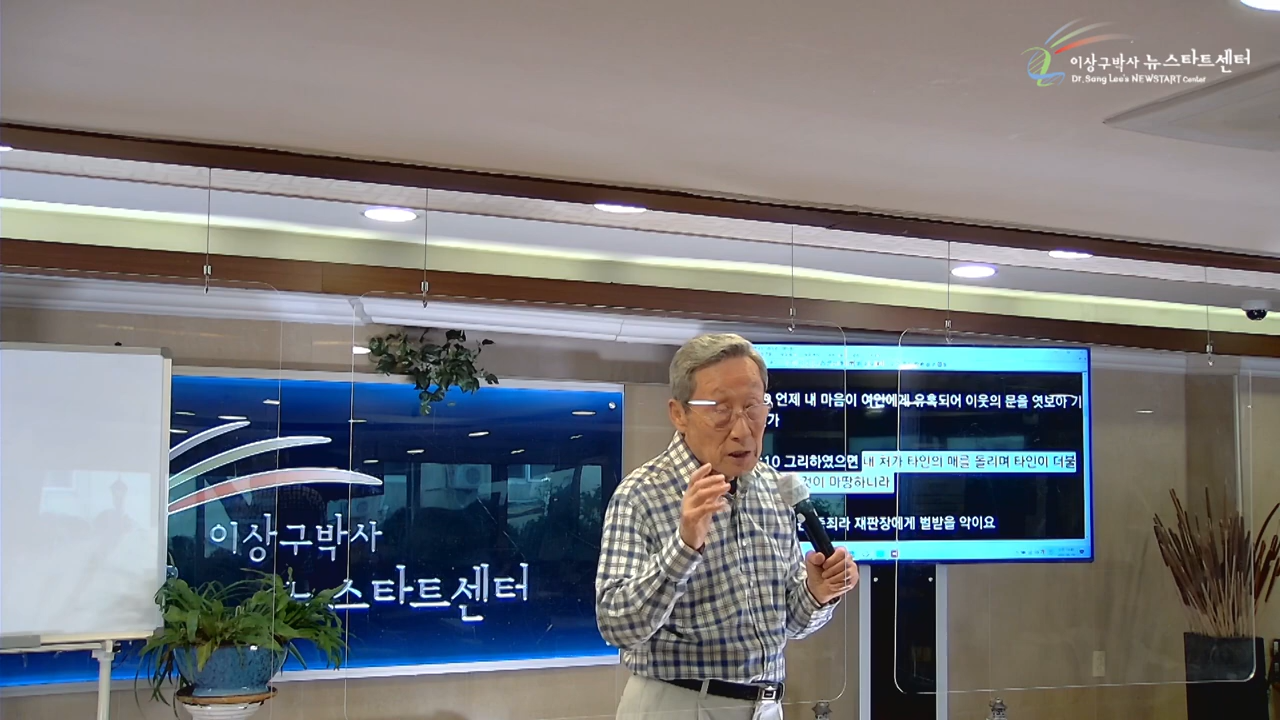 이상구박사 뉴스타트센터
Dr. Sang Lee's NEWSTART Center
언제 내 마음이 여인에게 유혹되어 이웃의 문을 엿보아 기
가
:10 그리하였으면 내 처가 타인의 매를 돌리며 타인이 더불
것이 마땅하니라
죄라 재판장에게 벌받을 악이요
이상구박사
뉴스타트센터